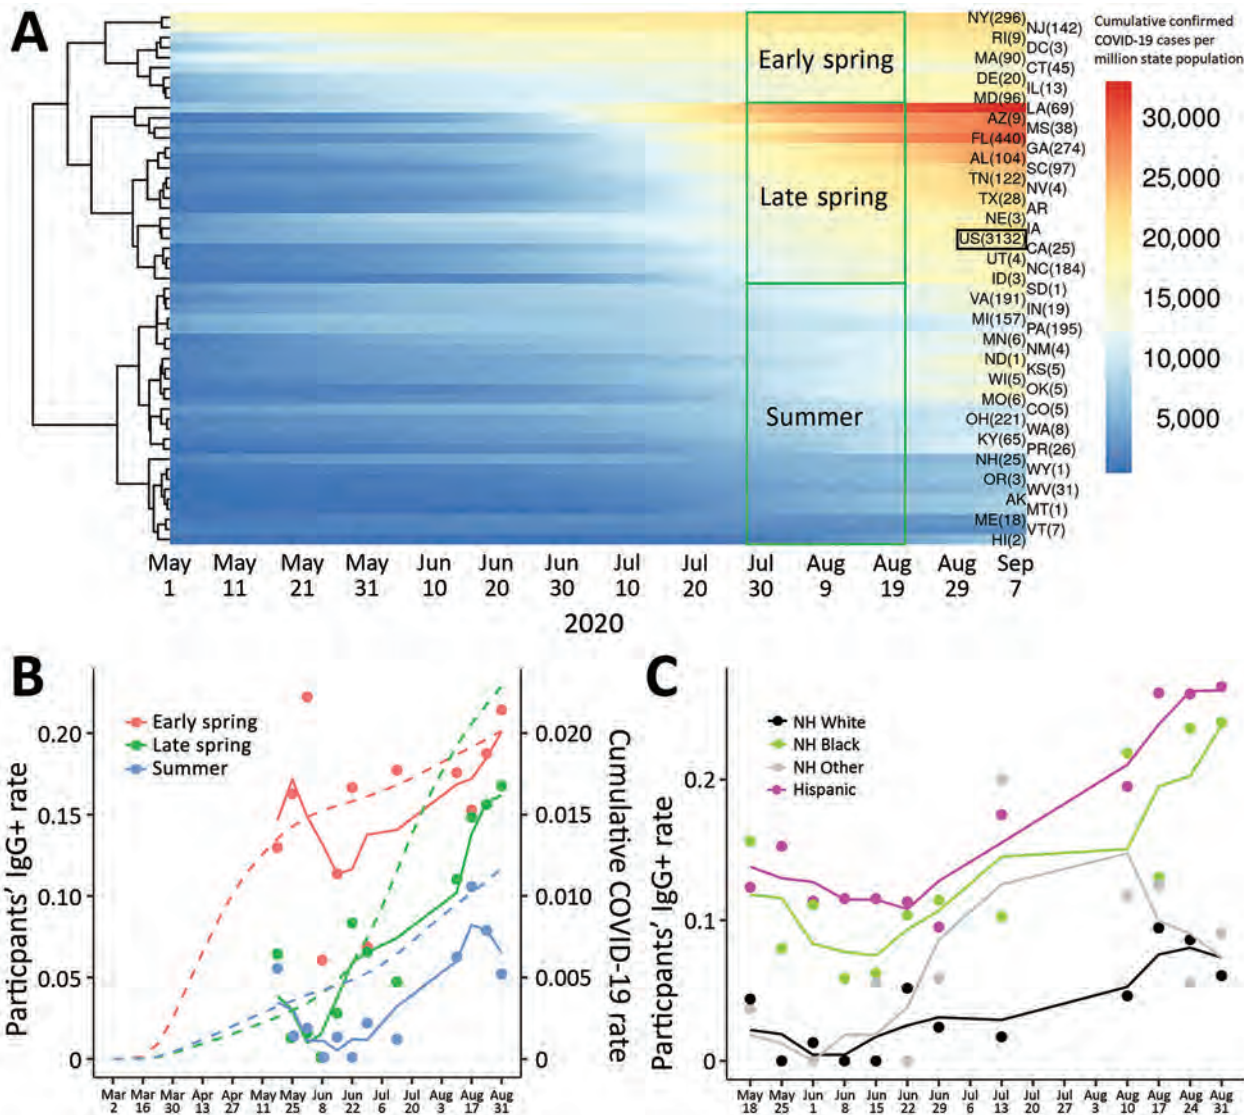 A
Cumulative confirmed
COVID-19 cases per
million state population
NY(296)
NJ(142)
RI(9)
DC(3)
MA(90)
CT(45)
DE(20)
IL(13)
MD(96)
LA(69)
AZ(9)
MS(38)
FL(440)
GA(274)
AL(104)
SC(97)
TN(122)
NV(4)
TX(28)
AR
NE(3)
IA
US(3132)
CA(25)
UT(4)
NC(184)
ID(3)
SD(1)
VA(191)
IN(19)
MI(157)
PA(195)
MN(6)
NM(4)
ND(1)
KS(5)
WI(5)
OK(5)
MO(6)
CO(5)
OH(221)
WA(8)
KY(65)
PR(26)
NH(25)
WY(1)
OR(3)
WV(31)
AK
MT(1)
ME(18)
VT(7)
HI(2)
Early spring
Late spring
Summer
30,000
25,000
20,000
15,000
10,000
5,000
May May May May Jun Jun Jun Jul Jul Jul Aug Aug Aug Sep
1 11 21 31 10 20 30 10 20 30 9 19 29 7
2020
B
Particpants' IgG+ rate
0.20
0.15
0.10
0.05
0
Early spring
Late spring
Summer
0.020
0.015
0.010
0.005
0
Cumulative COVID-19 rate
Mar Mar Mar Apr Apr May May Jun Jun Jul Jul Aug Aug Aug
2 16 30 13 27 11 25 8 22 6 20 3 17 31
C
Particpants' IgG+ rate
0.2
0.1
0
NH White
NH Black
NH Other
Hispanic
May May Jun Jun Jun Jun Jun Jul Jul Jul Jul Aug Aug Aug Aug Aug
18 25 1 8 15 22 29 6 13 20 27 3 10 17 24 31